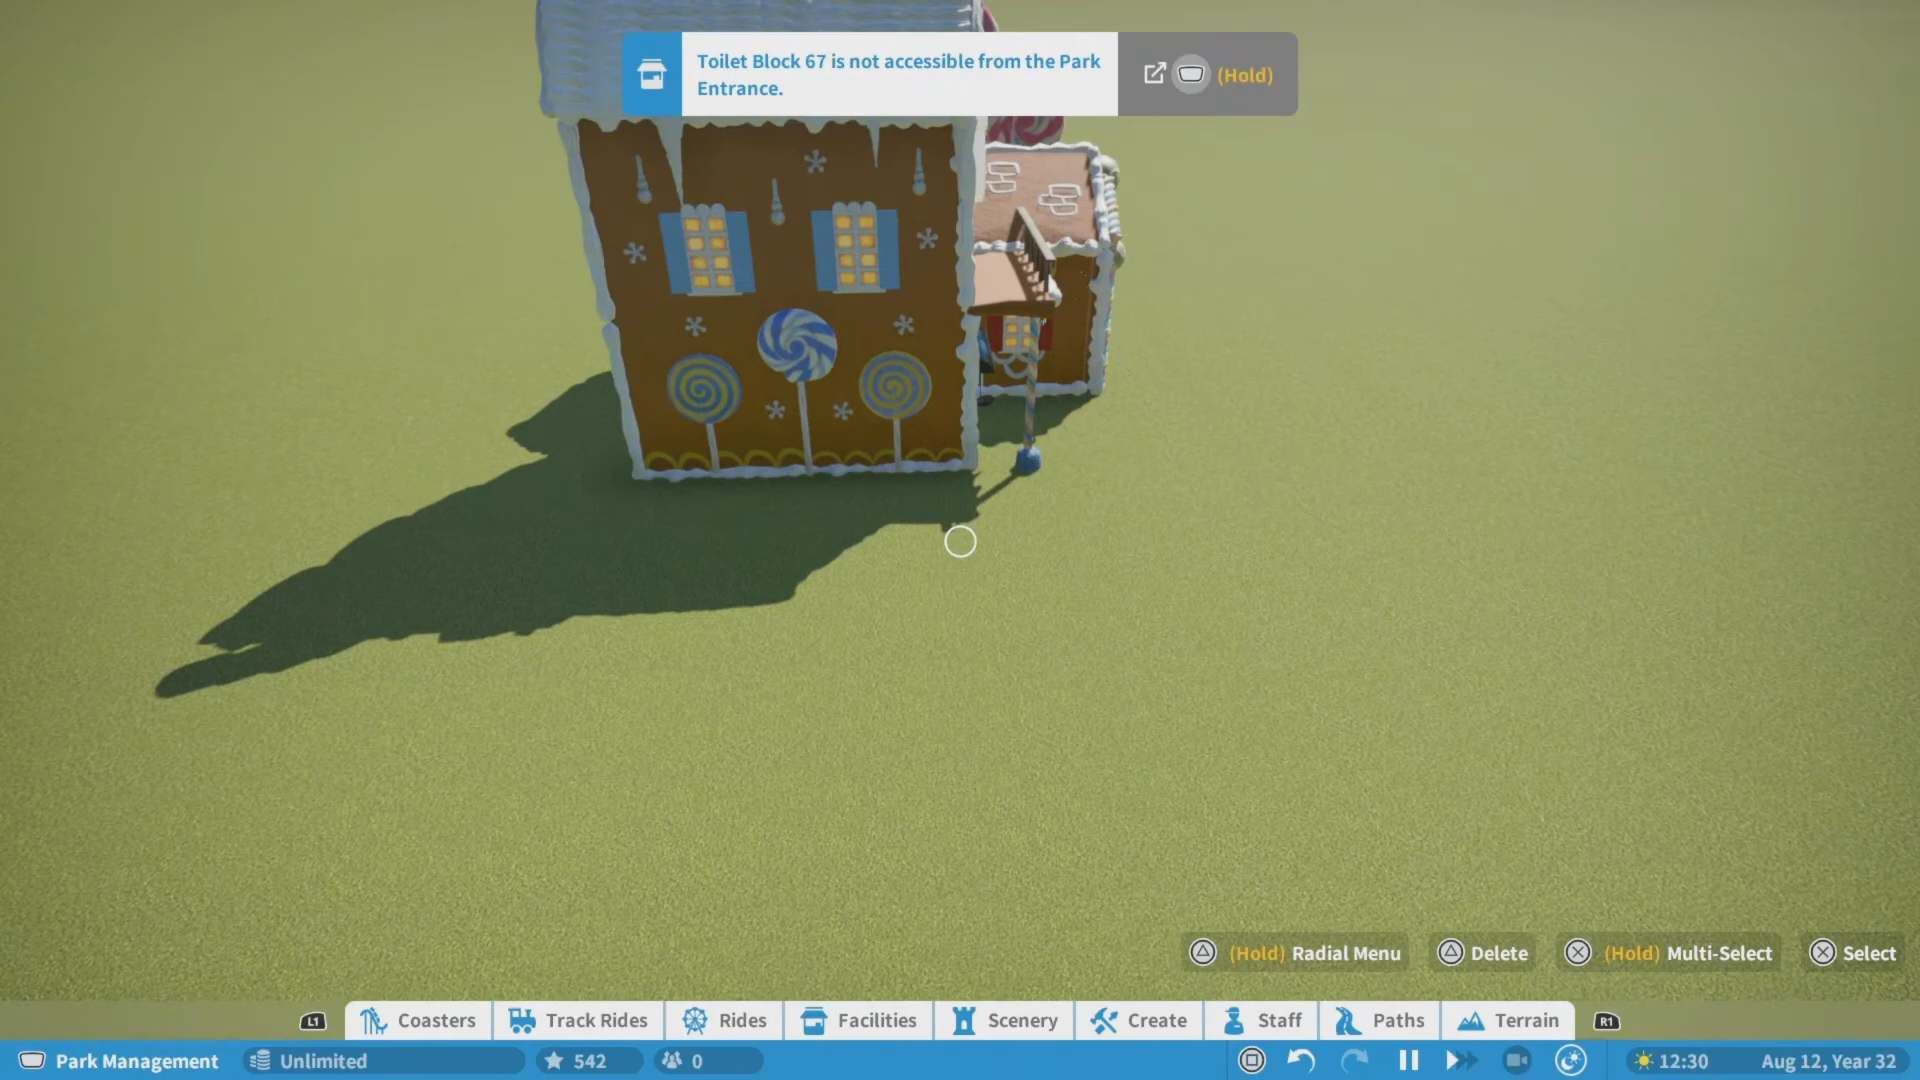 Toilet Block 67 is not accessible from the Park
Entrance.
(Hold)
(Hold) Radial Menu
Delete
(Hold) Multi-Select
Select
L1
Coasters
Track Rides
Rides
Facilities
Scenery
Create
Staff
Paths
Terrain
R1
Park Management
Unlimited
542
0
12:30
Aug 12, Year 32